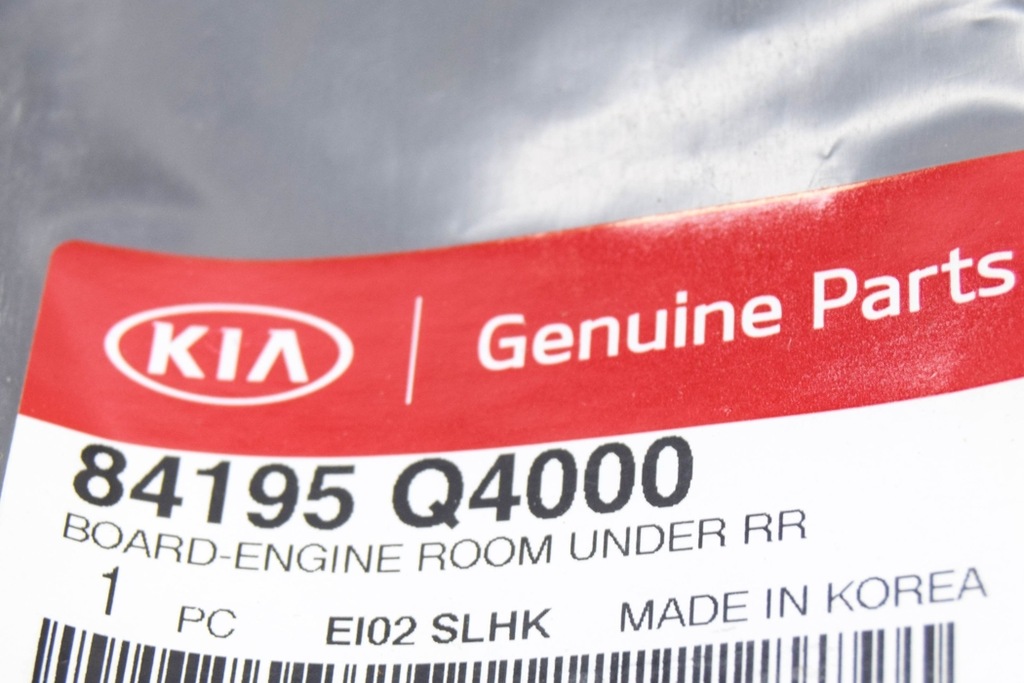 KIA | Genuine Parts
84195 Q4000
BOARD-ENGINE ROOM UNDER RR
1 PC EI02 SLHK MADE IN KOREA